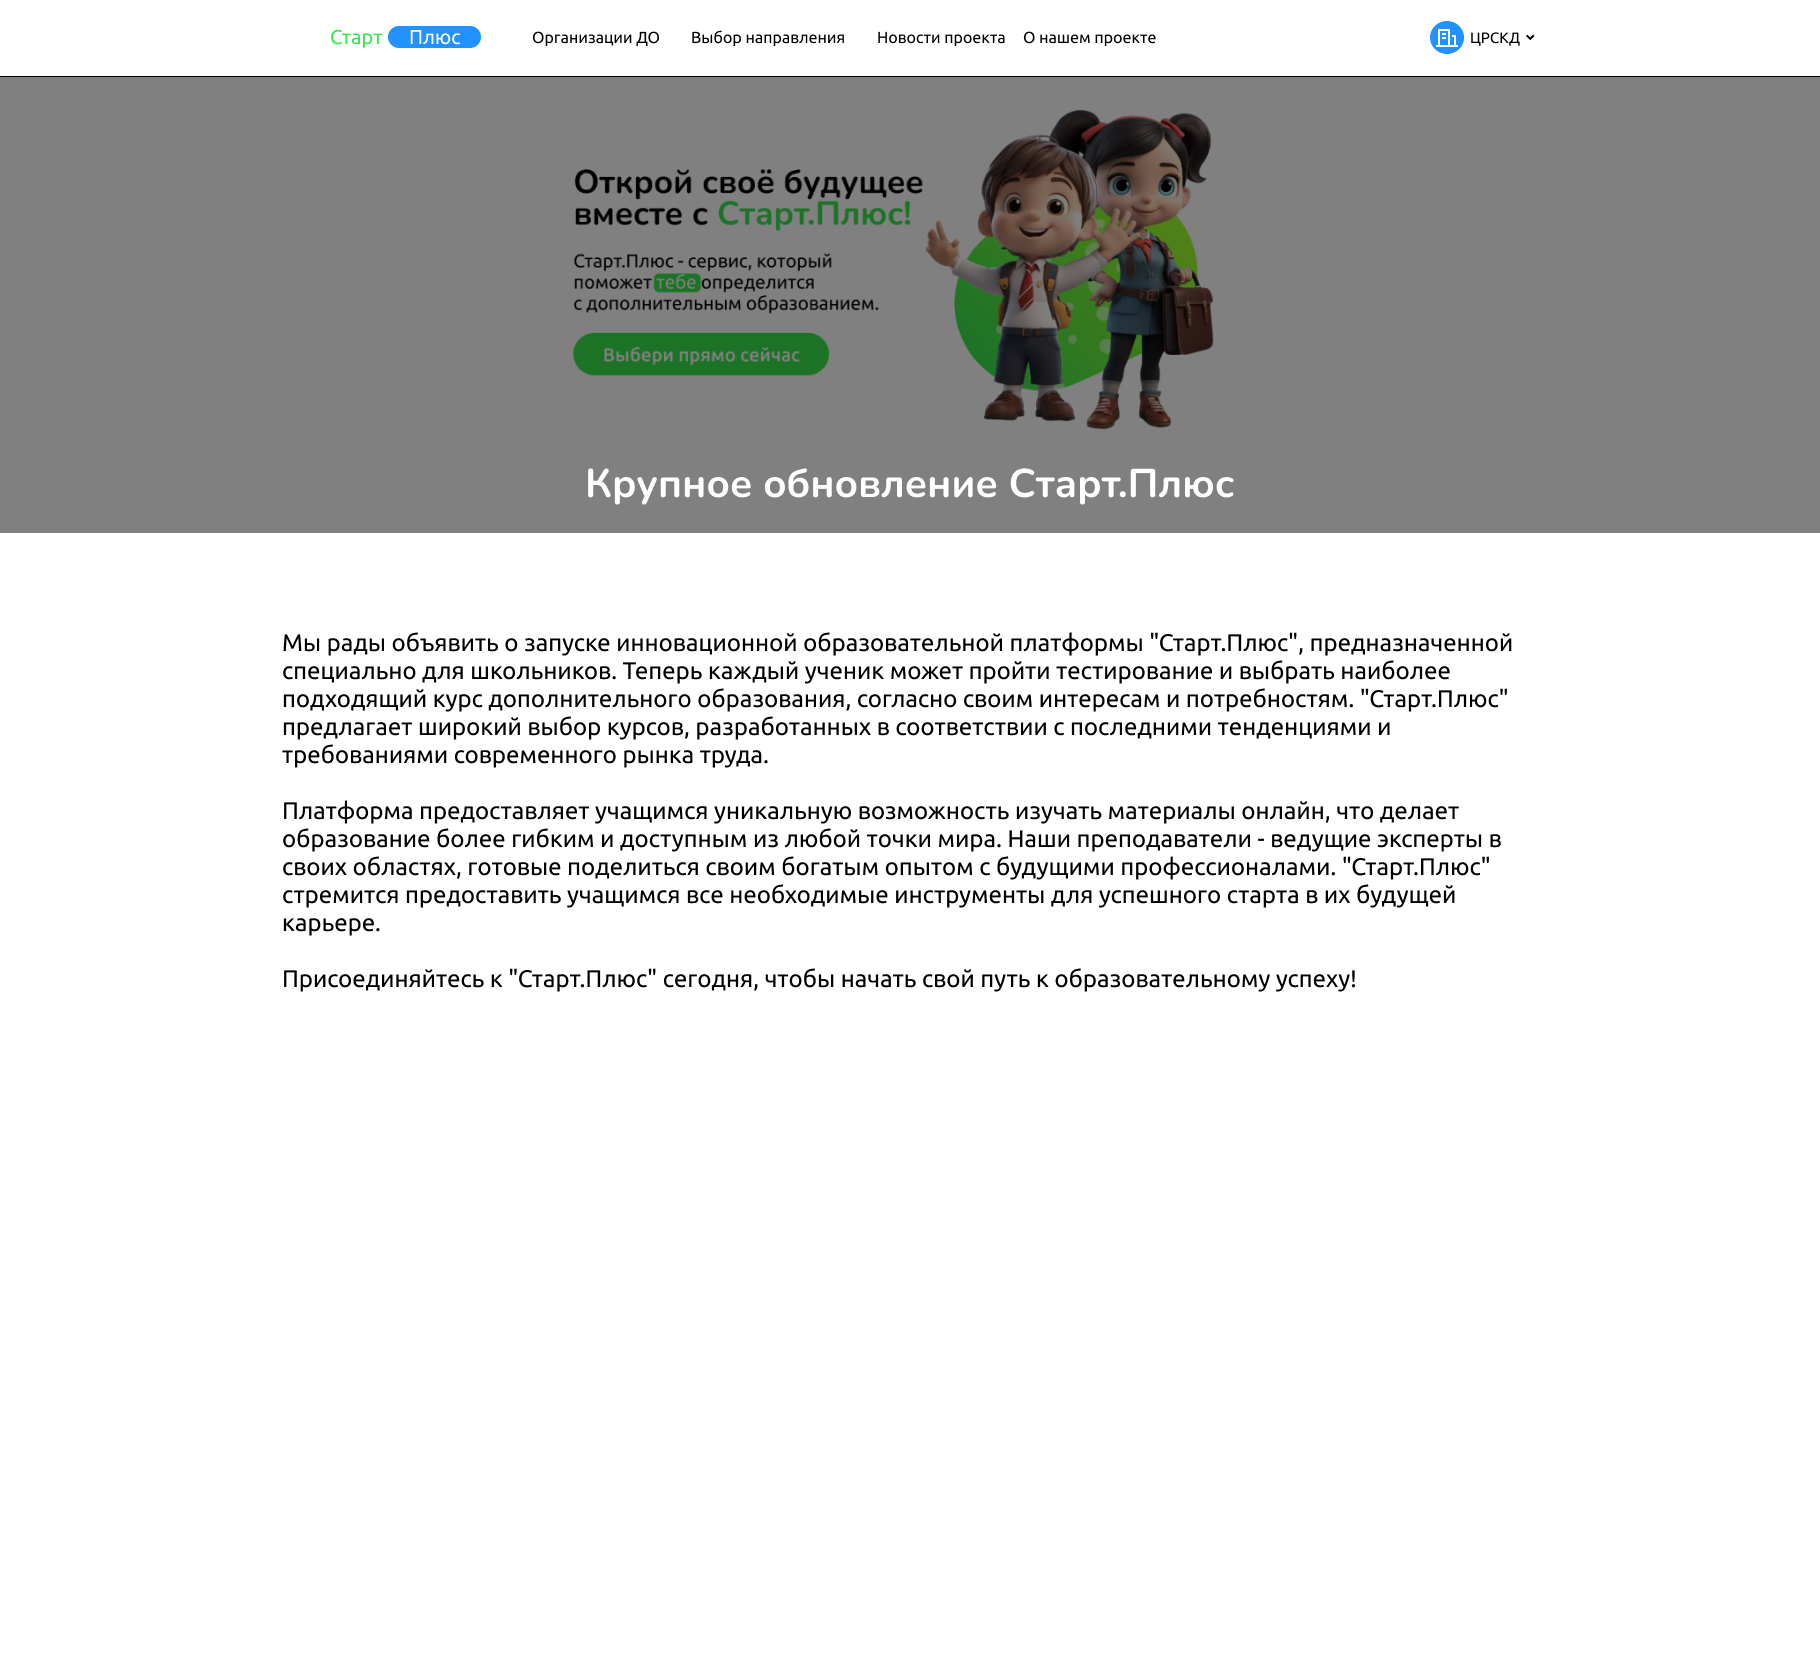 Старт Плюс Организации ДО Выбор направления Новости проекта О нашем проекте ЦРСКД
Открой своё будущее
вместе с Старт.Плюс!
Старт.Плюс - сервис, который
поможет тебе определится
с дополнительным образованием.
Выбери прямо сейчас
Крупное обновление Старт.Плюс
Мы рады объявить о запуске инновационной образовательной платформы "Старт.Плюс", предназначенной
специально для школьников. Теперь каждый ученик может пройти тестирование и выбрать наиболее
подходящий курс дополнительного образования, согласно своим интересам и потребностям. "Старт.Плюс"
предлагает широкий выбор курсов, разработанных в соответствии с последними тенденциями и
требованиями современного рынка труда.
Платформа предоставляет учащимся уникальную возможность изучать материалы онлайн, что делает
образование более гибким и доступным из любой точки мира. Наши преподаватели - ведущие эксперты в
своих областях, готовые поделиться своим богатым опытом с будущими профессионалами. "Старт.Плюс"
стремится предоставить учащимся все необходимые инструменты для успешного старта в их будущей
карьере.
Присоединяйтесь к "Старт.Плюс" сегодня, чтобы начать свой путь к образовательному успеху!